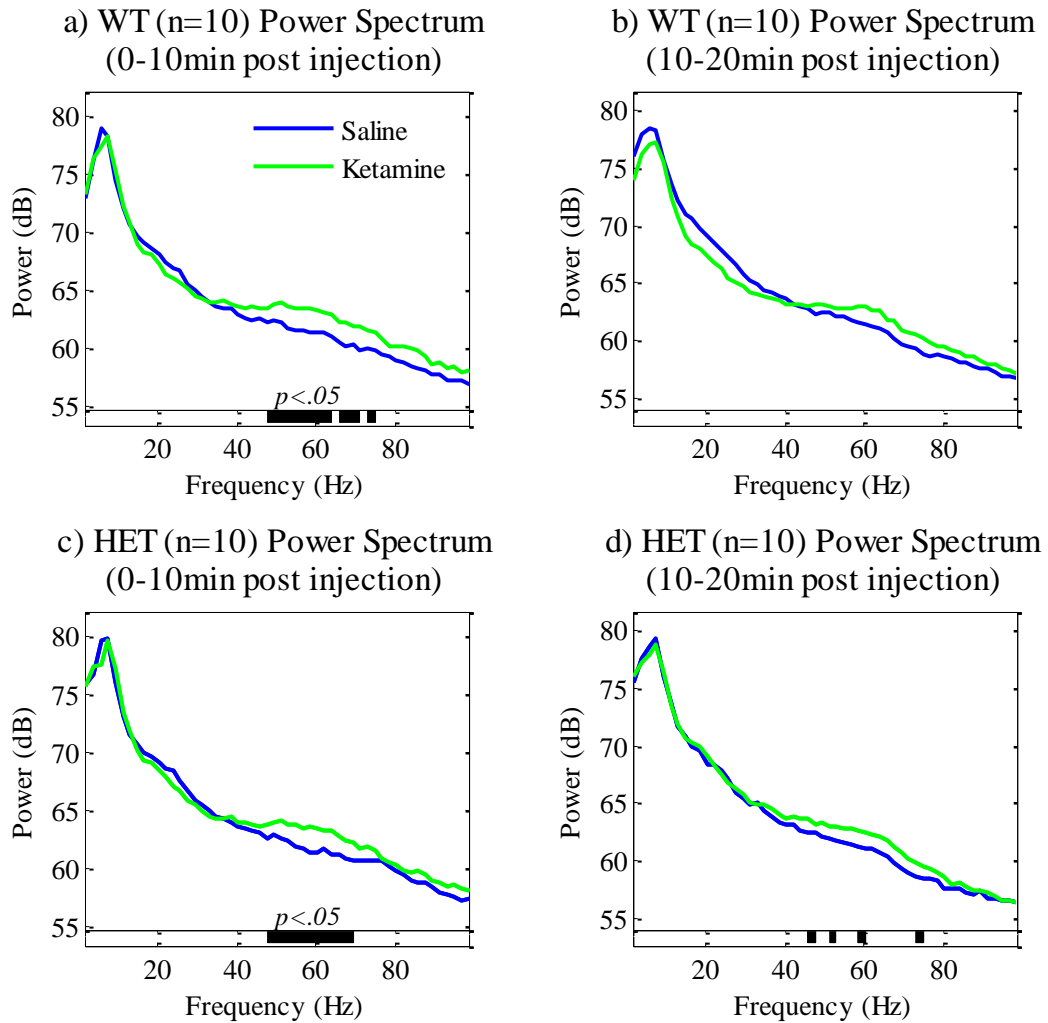 a) WT (n=10) Power Spectrum
(0-10min post injection)
80
75
70
65
60
55
Power (dB)
Saline
Ketamine
p<.05
20 40 60 80
Frequency (Hz)
b) WT (n=10) Power Spectrum
(10-20min post injection)
80
75
70
65
60
55
Power (dB)
20 40 60 80
Frequency (Hz)
c) HET (n=10) Power Spectrum
(0-10min post injection)
80
75
70
65
60
55
Power (dB)
p<.05
20 40 60 80
Frequency (Hz)
d) HET (n=10) Power Spectrum
(10-20min post injection)
80
75
70
65
60
55
Power (dB)
20 40 60 80
Frequency (Hz)